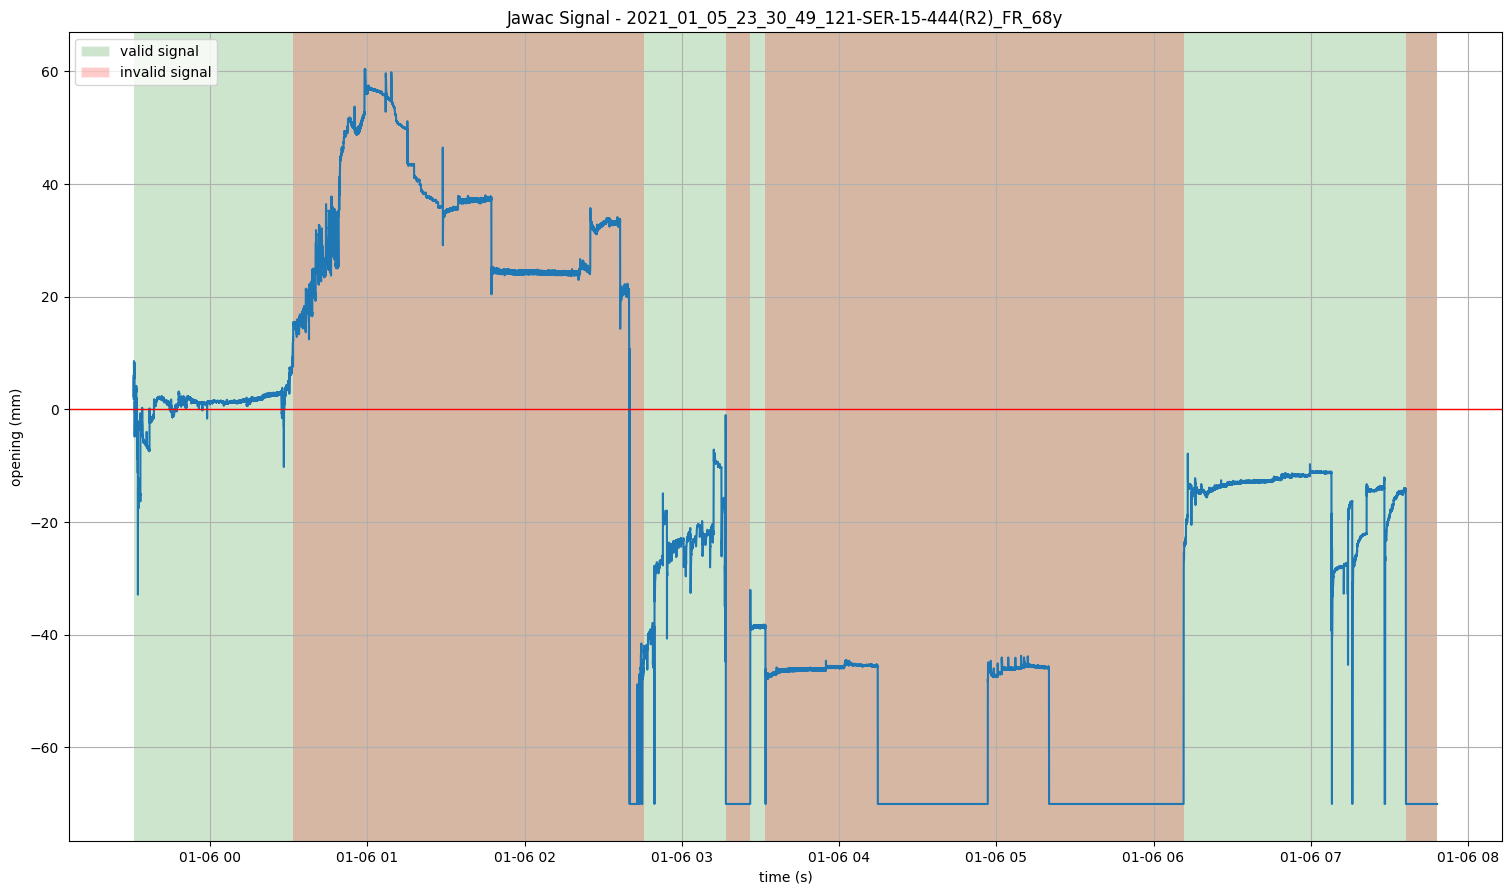 Jawac Signal - 2021_01_05_23_30_49_121-SER-15-444(R2)_FR_68y
valid signal
invalid signal
60
40
20
0
−20
−40
−60
opening (mm)
01-06 00 01-06 01 01-06 02 01-06 03 01-06 04 01-06 05 01-06 06 01-06 07 01-06 08
time (s)